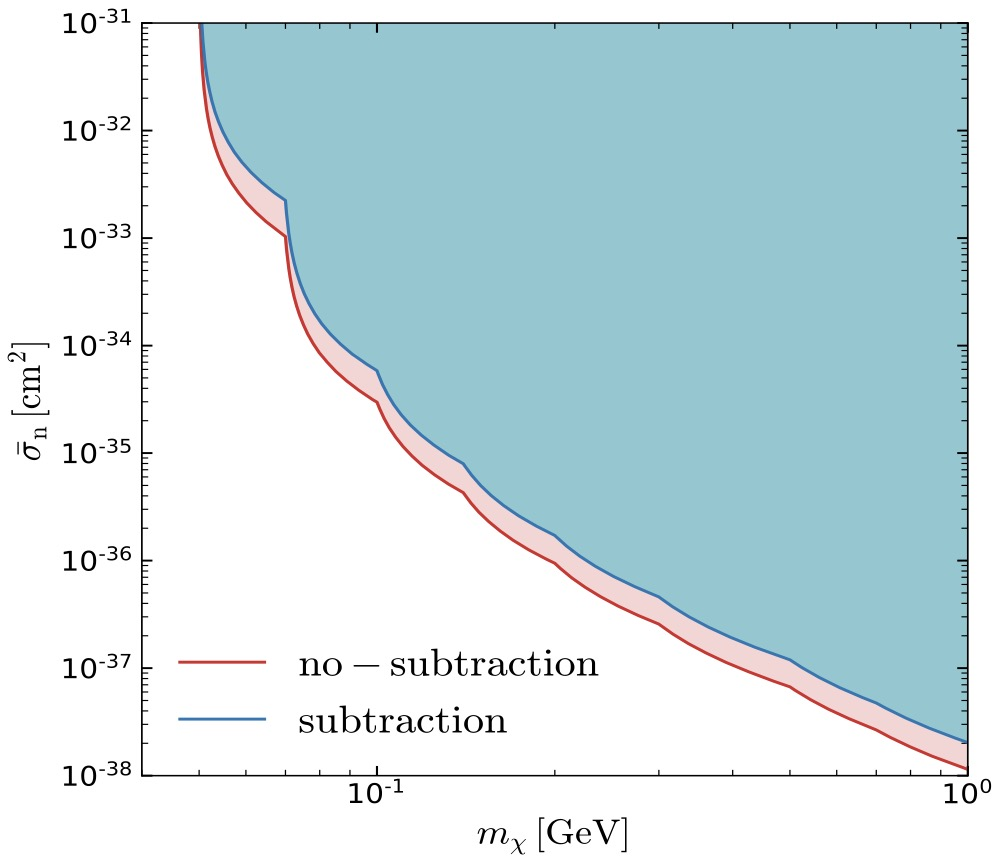 10⁻³¹
10⁻³²
10⁻³³
10⁻³⁴
10⁻³⁵
10⁻³⁶
10⁻³⁷
10⁻³⁸
σ̄ₙ [cm²]
no − subtraction
subtraction
10⁻¹
10⁰
m_χ [GeV]